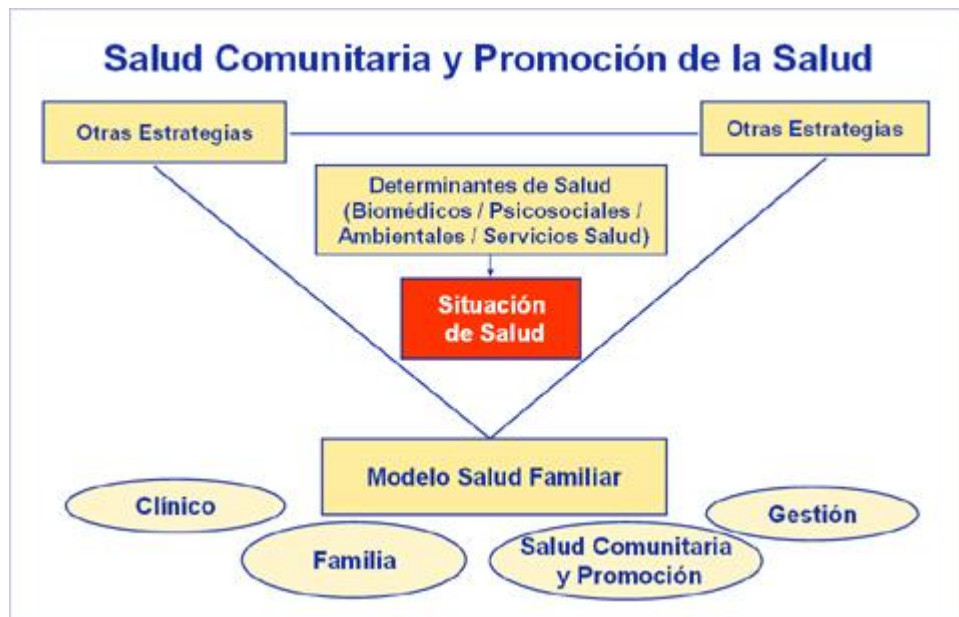 Salud Comunitaria y Promoción de la Salud
Otras Estrategias
Otras Estrategias
Determinantes de Salud
(Biomédicos / Psicosociales /
Ambientales / Servicios Salud)
Situación
de Salud
Modelo Salud Familiar
Clínico
Familia
Salud Comunitaria
y Promoción
Gestión